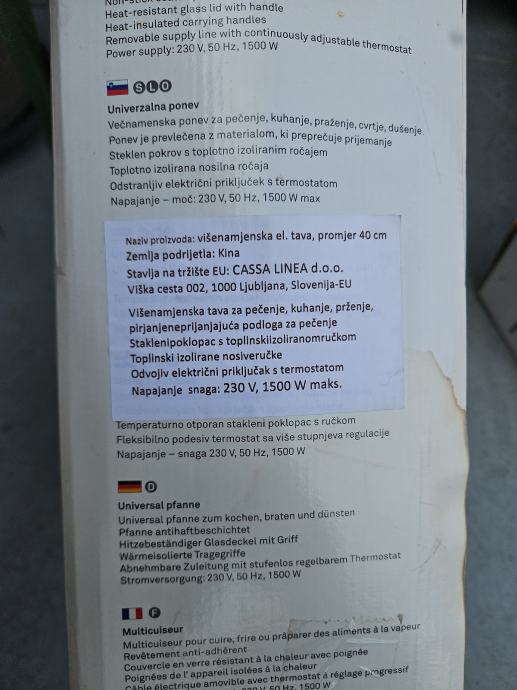 Heat-resistant glass lid with handle
Heat-insulated carrying handles
Removable supply line with continuously adjustable thermostat
Power supply: 230 V, 50 Hz, 1500 W
SLO
Univerzalna ponev
Večnamenska ponev za pečenje, kuhanje, praženje, cvrtje, dušenje
Ponev je prevlečena z materialom, ki preprečuje prijemanje
Steklen pokrov s toplotno izoliranim ročajem
Toplotno izolirana nosilna ročaja
Odstranljiv električni priključek s termostatom
Napajanje – moč: 230 V, 50 Hz, 1500 W max
Naziv proizvoda: višenamjenska el. tava, promjer 40 cm
Zemlja podrijetla: Kina
Stavlja na tržište EU: CASSA LINEA d.o.o.
Viška cesta 002, 1000 Ljubljana, Slovenija-EU
Višenamjenska tava za pečenje, kuhanje, prženje,
pirjanjeneprijanjajuća podloga za pečenje
Staklenipoklopac s toplinskiizoliranomručkom
Toplinski izolirane nosiveručke
Odvojiv električni priključak s termostatom
Napajanje snaga: 230 V, 1500 W maks.
Temperaturno otporan stakleni poklopac s ručkom
Fleksibilno podesiv termostat sa više stupnjeva regulacije
Napajanje – snaga 230 V, 50 Hz, 1500 W
D
Universal pfanne
Universal pfanne zum kochen, braten und dünsten
Pfanne antihaftbeschichtet
Hitzebeständiger Glasdeckel mit Griff
Wärmeisolierte Tragegriffe
Abnehmbare Zuleitung mit stufenlos regelbarem Thermostat
Stromversorgung: 230 V, 50 Hz, 1500 W
F
Multicuiseur
Multicuiseur pour cuire, frire ou práparer des aliments à la vapeur
Revêtement anti-adhérent
Couvercle en verre résistant à la chaleur avec poignée
Poignées de l' appareil isolées à la chaleur
Câble électrique amovible avec thermostat à réglage progressif